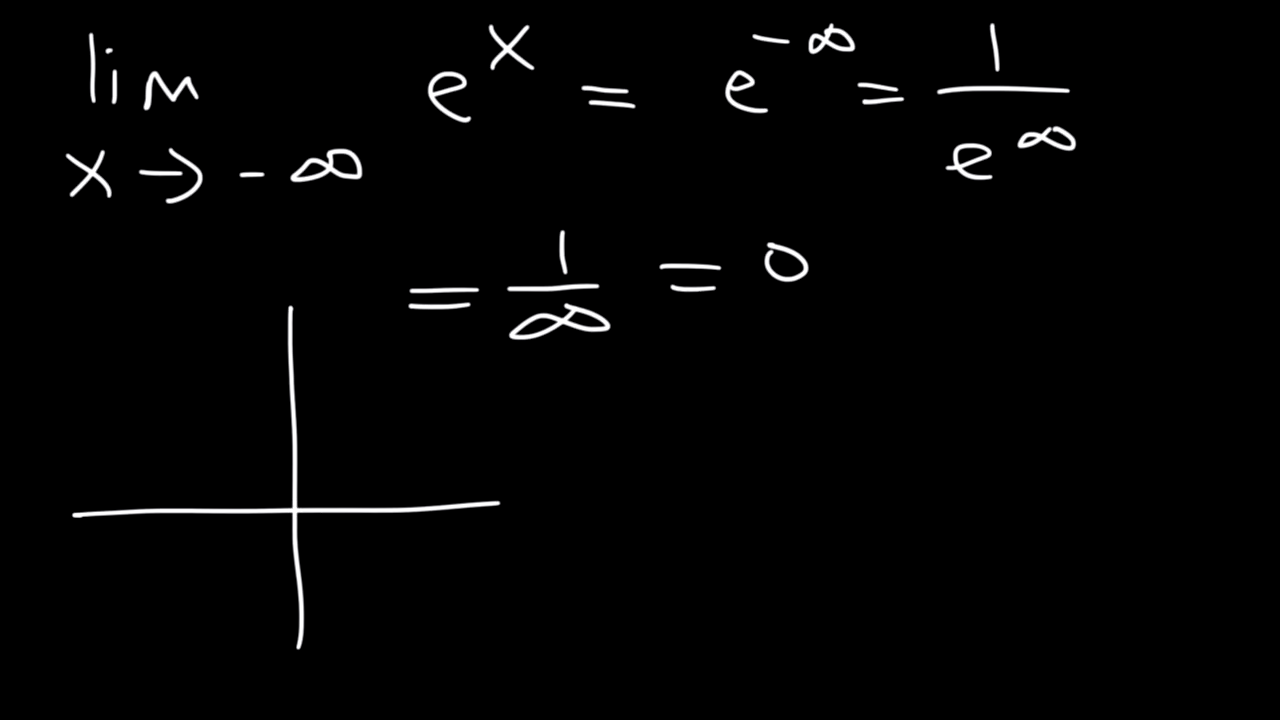 lim e^x = e^{-∞} = 1/e^∞
x → -∞
= 1/∞ = 0